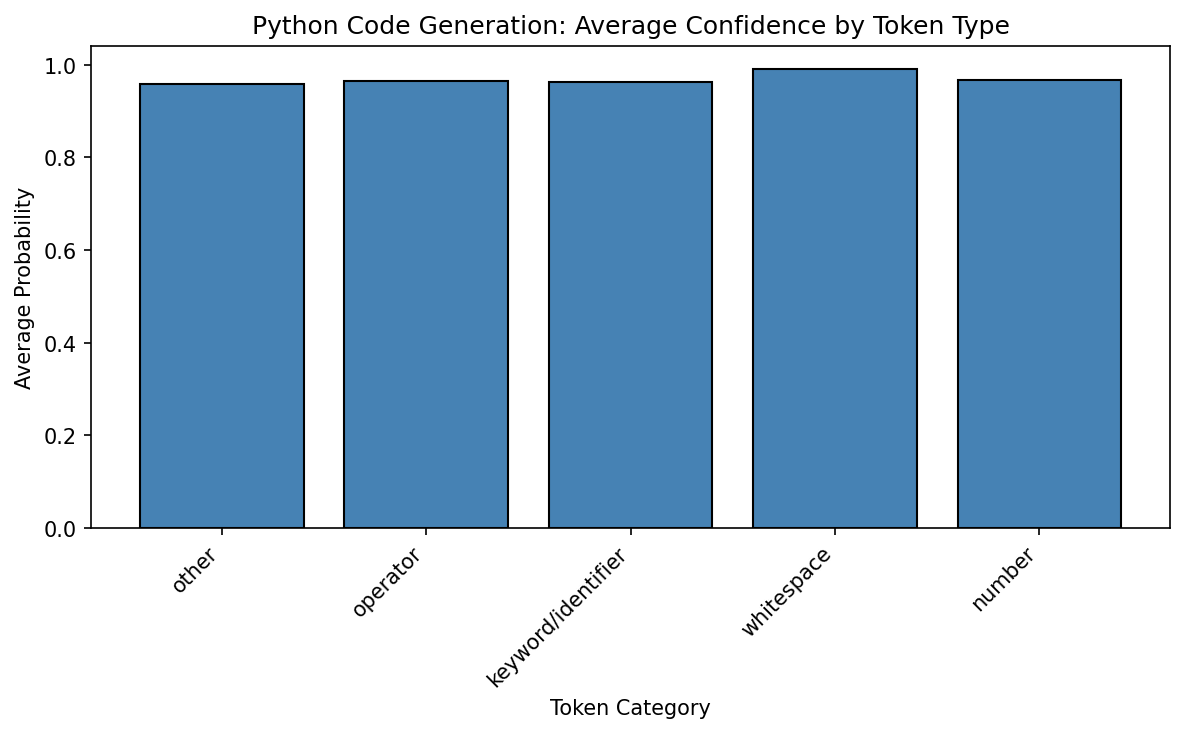 Python Code Generation: Average Confidence by Token Type
1.0
0.8
0.6
0.4
0.2
0.0
Average Probability
other
operator
keyword/identifier
whitespace
number
Token Category